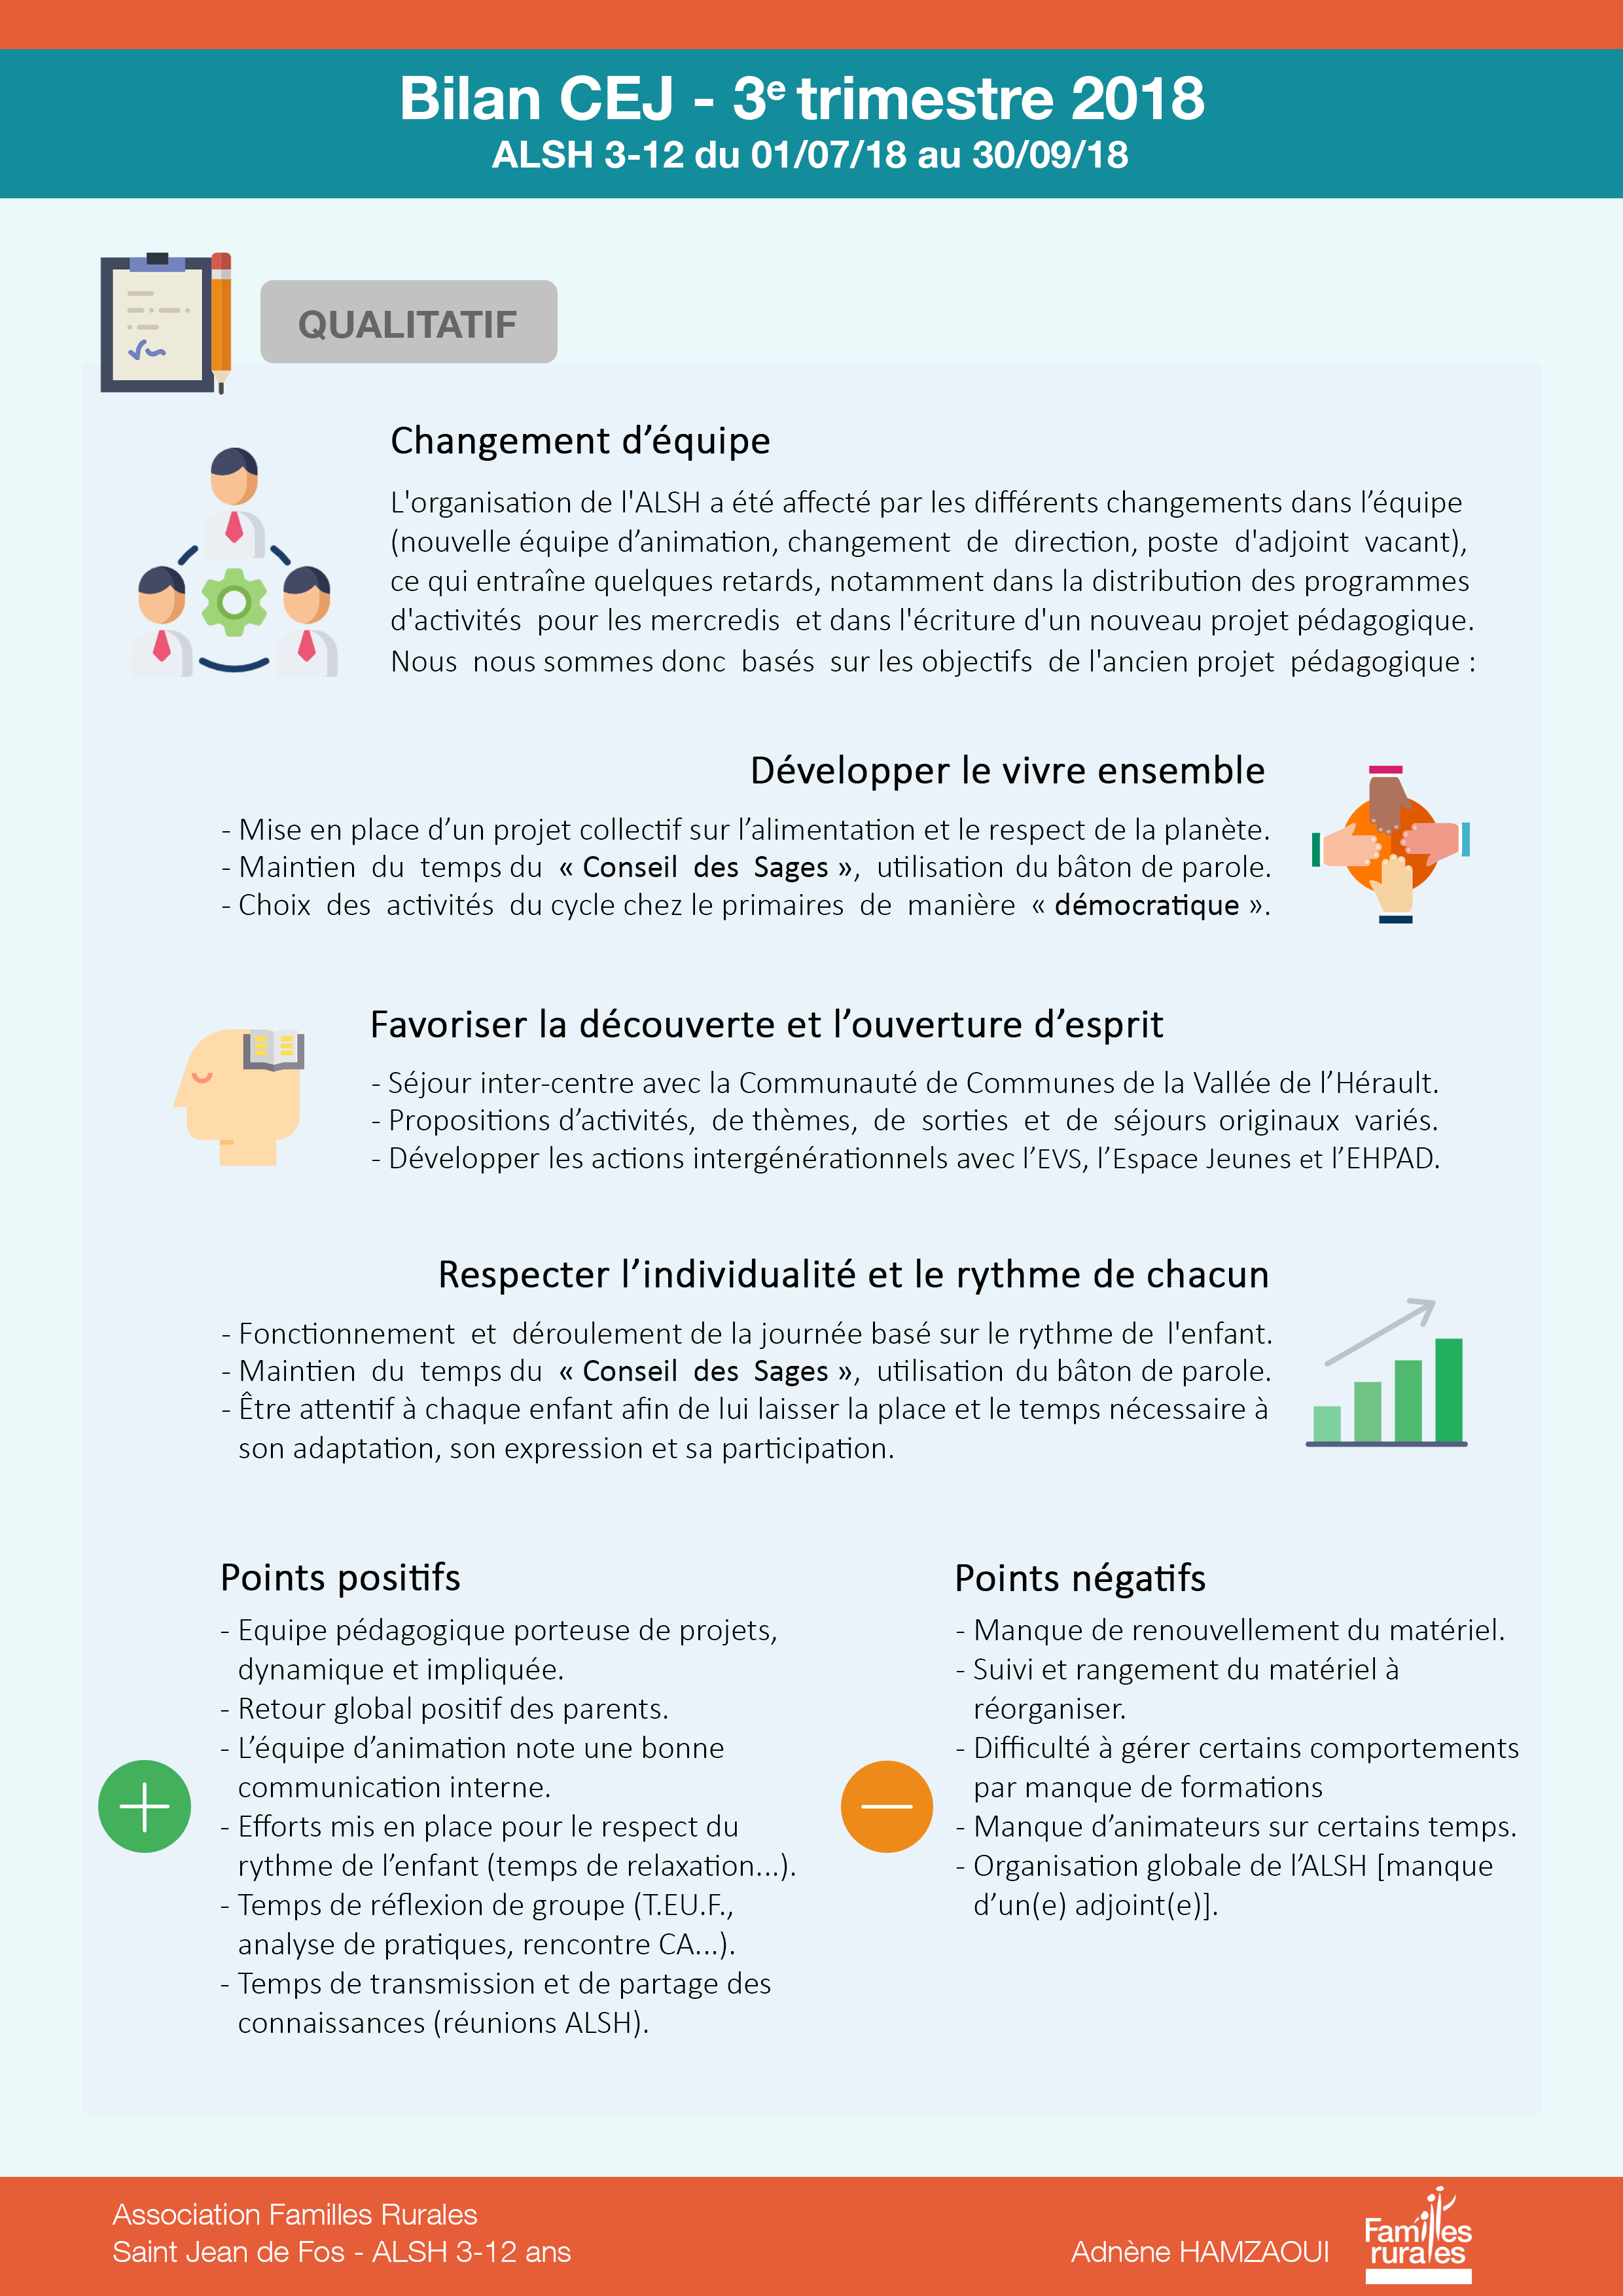 Bilan CEJ - 3e trimestre 2018
ALSH 3-12 du 01/07/18 au 30/09/18
QUALITATIF
Changement d’équipe
L'organisation de l'ALSH a été affecté par les différents changements dans l’équipe
(nouvelle équipe d’animation, changement de direction, poste d'adjoint vacant),
ce qui entraîne quelques retards, notamment dans la distribution des programmes
d'activités pour les mercredis et dans l'écriture d'un nouveau projet pédagogique.
Nous nous sommes donc basés sur les objectifs de l'ancien projet pédagogique :
Développer le vivre ensemble
- Mise en place d’un projet collectif sur l’alimentation et le respect de la planète.
- Maintien du temps du « Conseil des Sages », utilisation du bâton de parole.
- Choix des activités du cycle chez le primaires de manière « démocratique ».
Favoriser la découverte et l’ouverture d’esprit
- Séjour inter-centre avec la Communauté de Communes de la Vallée de l’Hérault.
- Propositions d’activités, de thèmes, de sorties et de séjours originaux variés.
- Développer les actions intergénérationnels avec l’EVS, l’Espace Jeunes et l’EHPAD.
Respecter l’individualité et le rythme de chacun
- Fonctionnement et déroulement de la journée basé sur le rythme de l'enfant.
- Maintien du temps du « Conseil des Sages », utilisation du bâton de parole.
- Être attentif à chaque enfant afin de lui laisser la place et le temps nécessaire à
son adaptation, son expression et sa participation.
Points positifs
- Equipe pédagogique porteuse de projets,
dynamique et impliquée.
- Retour global positif des parents.
- L’équipe d’animation note une bonne
communication interne.
- Efforts mis en place pour le respect du
rythme de l’enfant (temps de relaxation...).
- Temps de réflexion de groupe (T.EU.F.,
analyse de pratiques, rencontre CA...).
- Temps de transmission et de partage des
connaissances (réunions ALSH).
Points négatifs
- Manque de renouvellement du matériel.
- Suivi et rangement du matériel à
réorganiser.
- Difficulté à gérer certains comportements
par manque de formations
- Manque d’animateurs sur certains temps.
- Organisation globale de l’ALSH [manque
d’un(e) adjoint(e)].
Association Familles Rurales
Saint Jean de Fos - ALSH 3-12 ans
Adnène HAMZAOUI
Familles
rurales